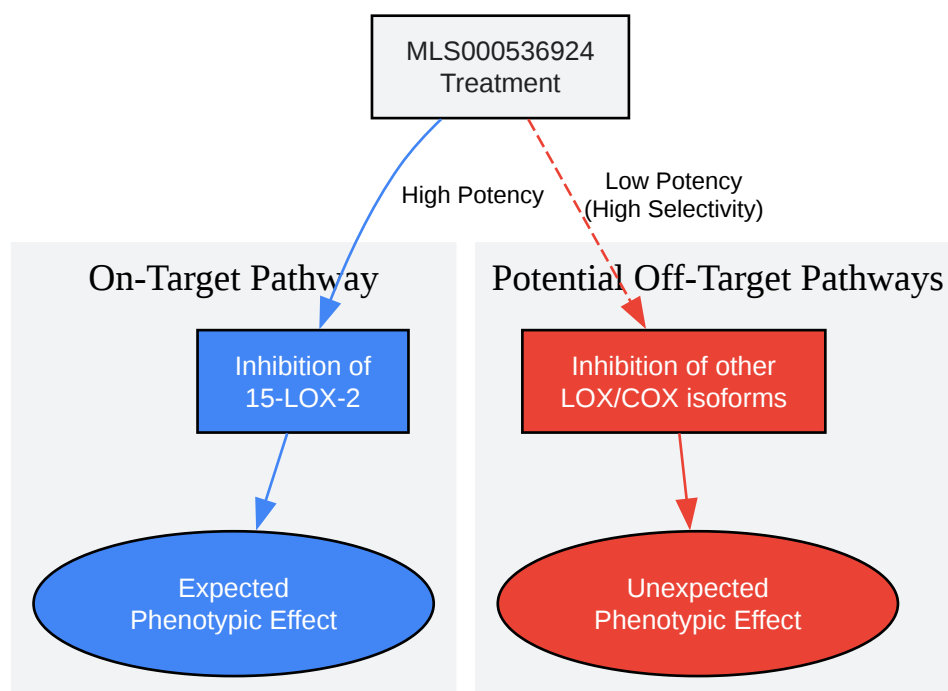 MLS000536924
Treatment
High Potency
Low Potency
(High Selectivity)
On-Target Pathway
Potential Off-Target Pathways
Inhibition of
15-LOX-2
Inhibition of other
LOX/COX isoforms
Expected
Phenotypic Effect
Unexpected
Phenotypic Effect